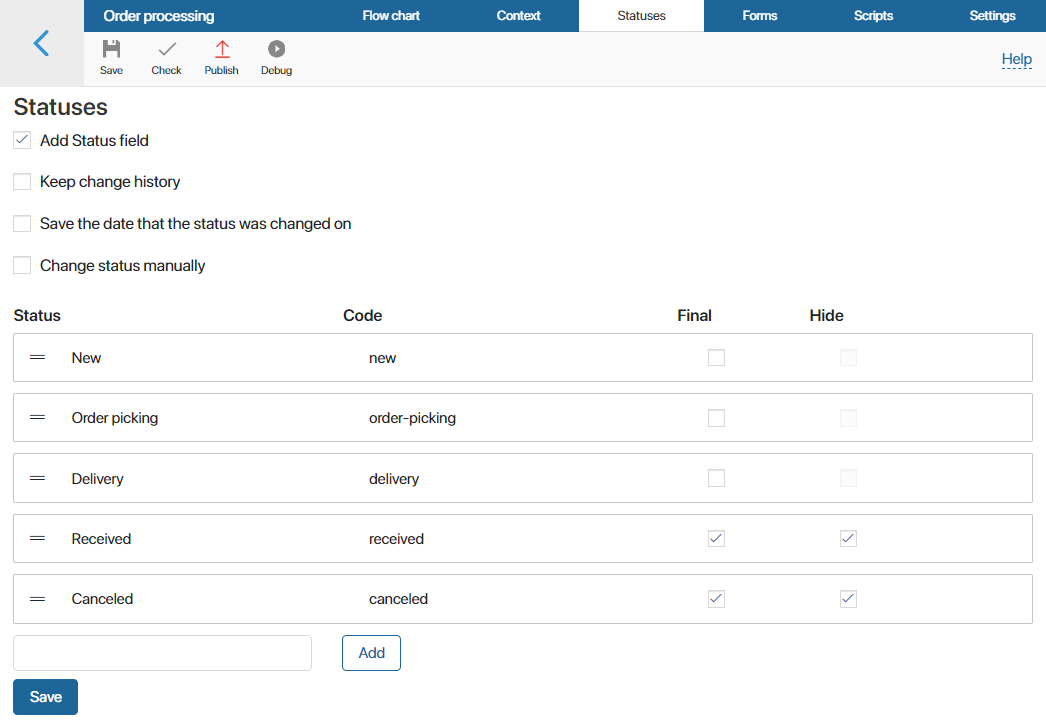 Order processing Flow chart Context Statuses Forms Scripts Settings
Save Check Publish Debug Help
Statuses
Add Status field
Keep change history
Save the date that the status was changed on
Change status manually
Status Code Final Hide
New new
Order picking order-picking
Delivery delivery
Received received
Canceled canceled
Add
Save